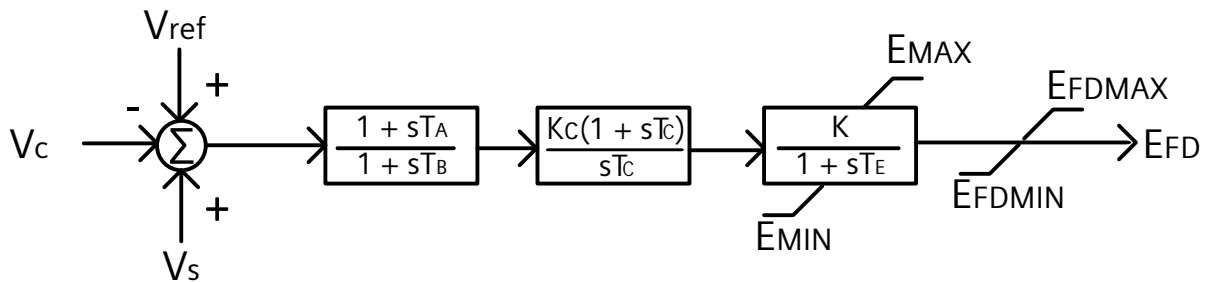 Vref
+
-
Vc
Σ
Vs
+
1 + sTA
1 + sTB
Kc(1 + sTc)
sTc
EMAX
K
1 + sTE
EMIN
EFDMAX
EFDMIN
EFD